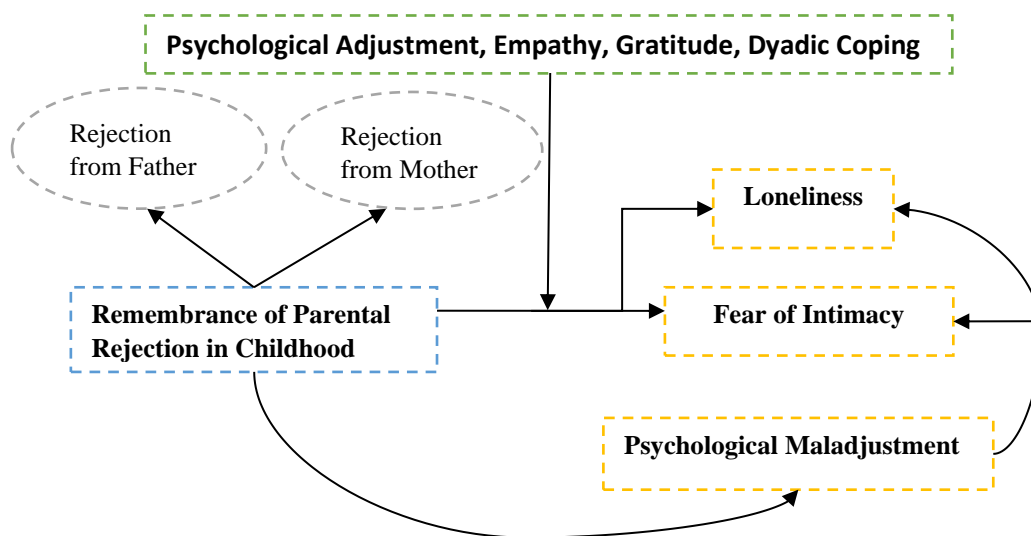 Psychological Adjustment, Empathy, Gratitude, Dyadic Coping
Rejection
from Father
Rejection
from Mother
Loneliness
Remembrance of Parental
Rejection in Childhood
Fear of Intimacy
Psychological Maladjustment